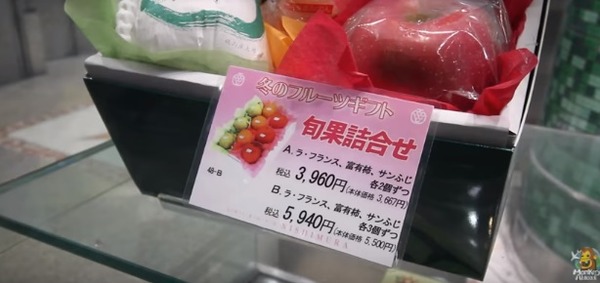 冬のフルーツギフト
旬果詰合せ
A.ラ・フランス、富有柿、サンふじ
各2個ずつ
税込 3,960円(本体価格 3,667円)
48-B
B.ラ・フランス、富有柿、サンふじ
各3個ずつ
税込 5,940円(本体価格 5,500円)
NISHIMURA
Monkey